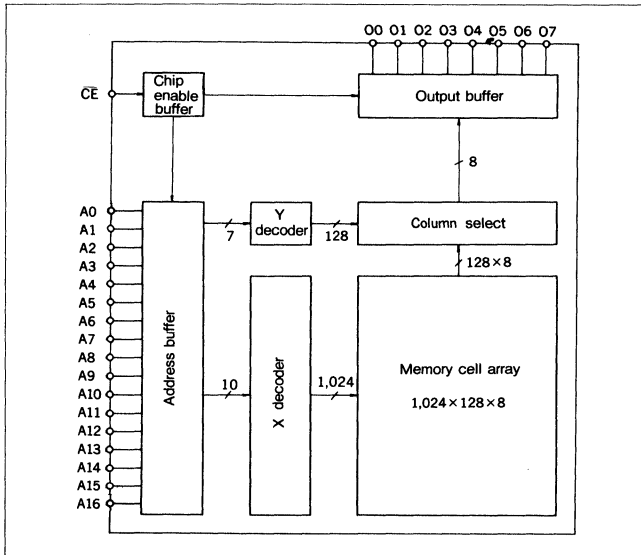 O0 O1 O2 O3 O4 O5 O6 O7
CE
Chip
enable
buffer
Output buffer
8
A0
A1
A2
A3
A4
A5
A6
A7
A8
A9
A10
A11
A12
A13
A14
A15
A16
Address buffer
7
Y
decoder
128
Column select
128×8
10
X decoder
1,024
Memory cell array
1,024×128×8